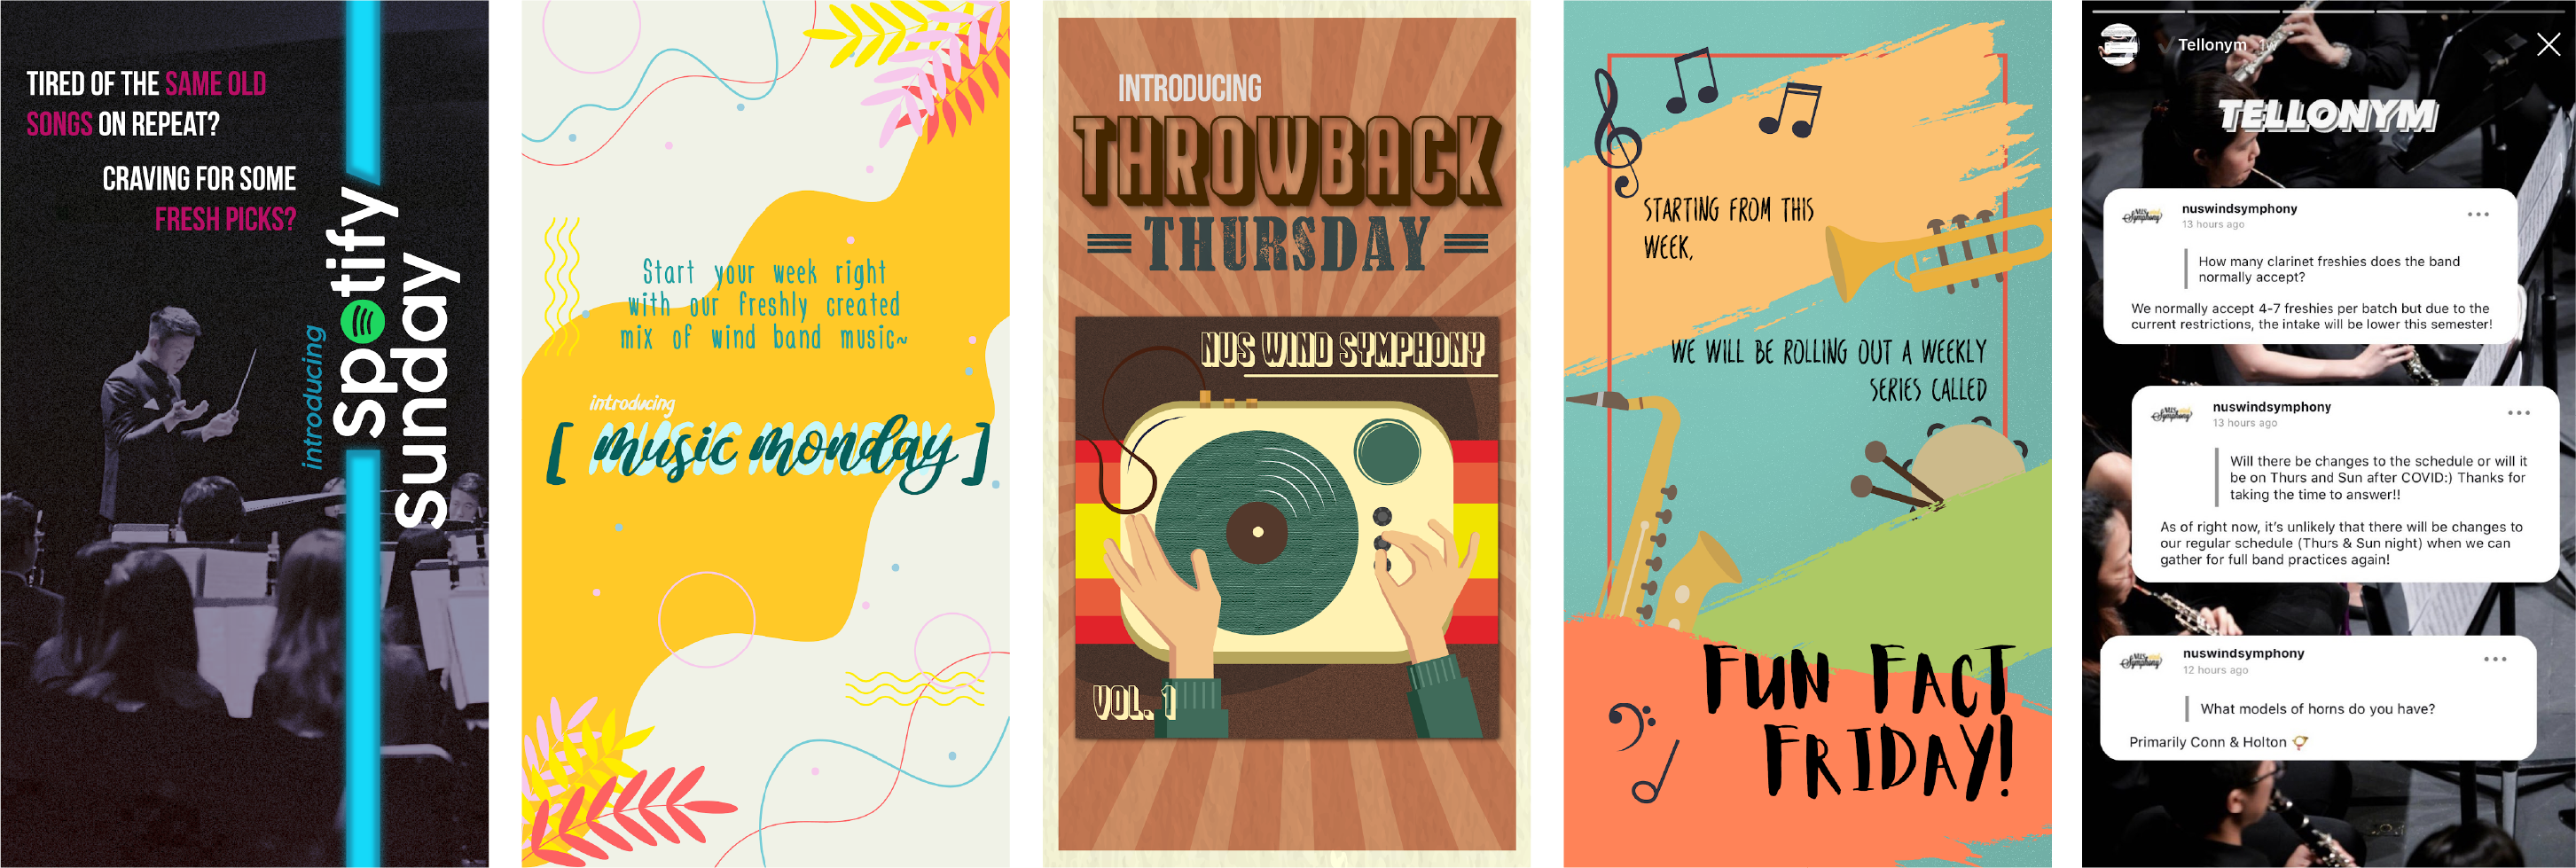 TIRED OF THE SAME OLD
SONGS ON REPEAT?
CRAVING FOR SOME
FRESH PICKS?
introducing
spotify
sunday
Start your week right
with our freshly created
mix of wind band music~
introducing
MUSIC MONDAY
[ music monday ]
INTRODUCING
THROWBACK
THURSDAY
NUS WIND SYMPHONY
VOL. 1
STARTING FROM THIS
WEEK,
WE WILL BE ROLLING OUT A WEEKLY
SERIES CALLED
FUN FACT
FRIDAY!
Tellonym 1w
TELLONYM
nuswindsymphony
13 hours ago
How many clarinet freshies does the band
normally accept?
We normally accept 4-7 freshies per batch but due to the
current restrictions, the intake will be lower this semester!
nuswindsymphony
13 hours ago
Will there be changes to the schedule or will it
be on Thurs and Sun after COVID:) Thanks for
taking the time to answer!!
As of right now, it's unlikely that there will be changes to
our regular schedule (Thurs & Sun night) when we can
gather for full band practices again!
nuswindsymphony
12 hours ago
What models of horns do you have?
Primarily Conn & Holton